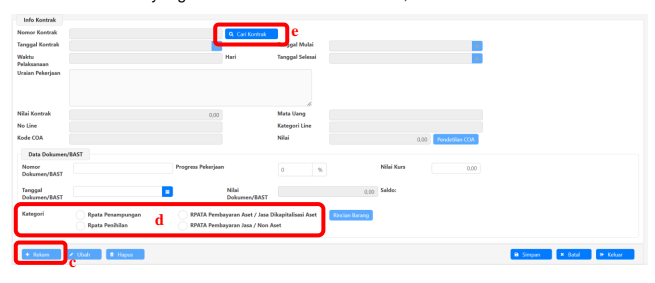 Info Kontrak
Nomor Kontrak Cari Kontrak e
Tanggal Kontrak Tanggal Mulai
Waktu Pelaksanaan Hari Tanggal Selesai
Uraian Pekerjaan
Nilai Kontrak 0,00 Mata Uang
No Line Kategori Line
Kode COA Nilai 0,00 Pendetilan COA
Data Dokumen/BAST
Nomor Dokumen/BAST Progress Pekerjaan 0 % Nilai Kurs 0,00
Tanggal Dokumen/BAST Nilai Dokumen/BAST 0,00 Saldo:
Kategori Rpata Penampungan RPATA Pembayaran Aset / Jasa Dikapitalisasi Aset Rincian Barang
Rpata Penihilan d RPATA Pembayaran Jasa / Non Aset
+ Rekam Ubah Hapus Simpan Batal Keluar
c